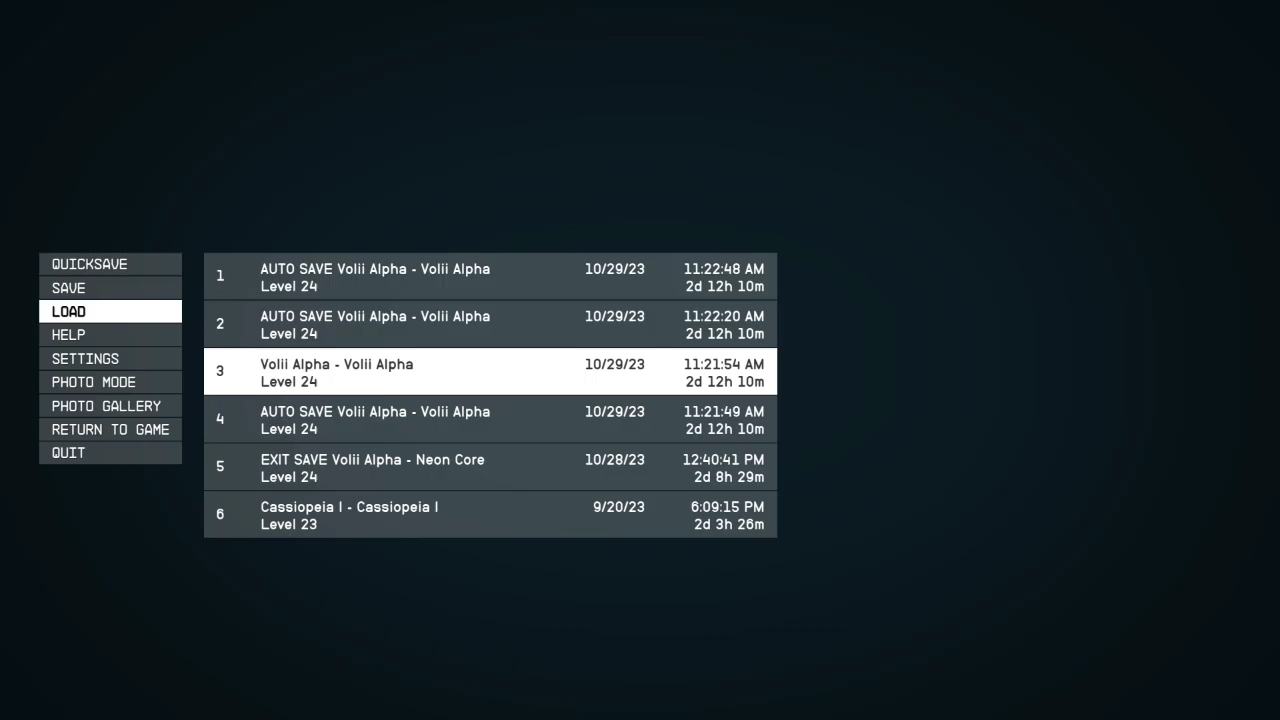 QUICKSAVE
SAVE
LOAD
HELP
SETTINGS
PHOTO MODE
PHOTO GALLERY
RETURN TO GAME
QUIT
1 AUTO SAVE Volii Alpha - Volii Alpha 10/29/23 11:22:48 AM
Level 24 2d 12h 10m
2 AUTO SAVE Volii Alpha - Volii Alpha 10/29/23 11:22:20 AM
Level 24 2d 12h 10m
3 Volii Alpha - Volii Alpha 10/29/23 11:21:54 AM
Level 24 2d 12h 10m
4 AUTO SAVE Volii Alpha - Volii Alpha 10/29/23 11:21:49 AM
Level 24 2d 12h 10m
5 EXIT SAVE Volii Alpha - Neon Core 10/28/23 12:40:41 PM
Level 24 2d 8h 29m
6 Cassiopeia I - Cassiopeia I 9/20/23 6:09:15 PM
Level 23 2d 3h 26m